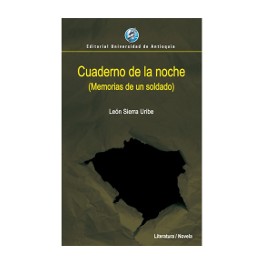 Editorial Universidad de Antioquia
Cuaderno de la noche
(Memorias de un soldado)
León Sierra Uribe
Literatura / Novela